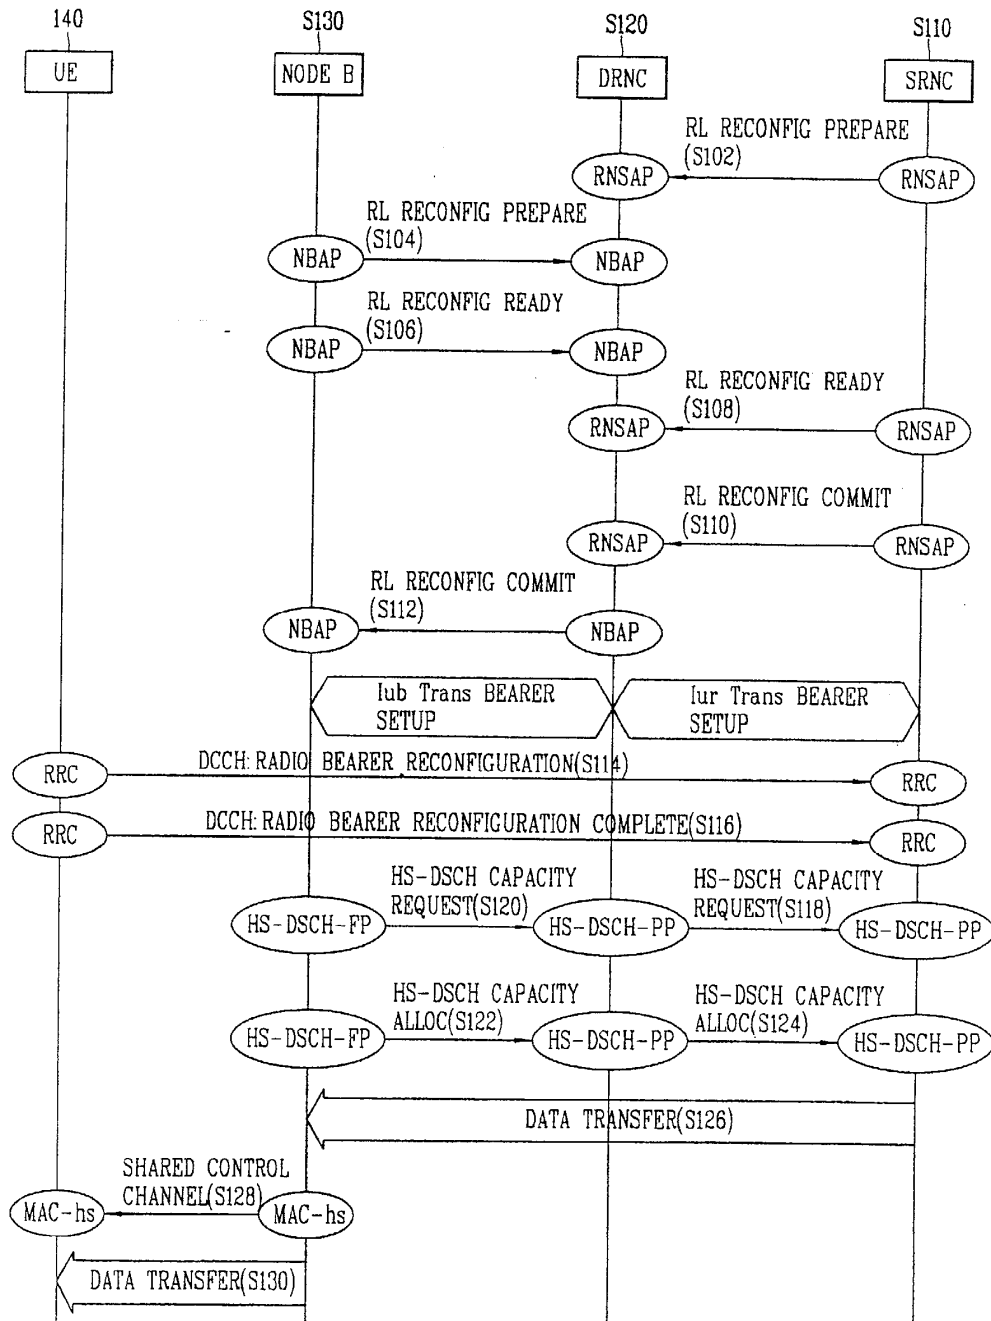 140
S130
S120
S110
UE
NODE B
DRNC
SRNC
RL RECONFIG PREPARE
(S102)
RNSAP
RNSAP
RL RECONFIG PREPARE
(S104)
NBAP
NBAP
RL RECONFIG READY
(S106)
NBAP
NBAP
RL RECONFIG READY
(S108)
RNSAP
RNSAP
RL RECONFIG COMMIT
(S110)
RNSAP
RNSAP
RL RECONFIG COMMIT
(S112)
NBAP
NBAP
Iub Trans BEARER
SETUP
Iur Trans BEARER
SETUP
RRC
DCCH:RADIO BEARER RECONFIGURATION(S114)
RRC
RRC
DCCH:RADIO BEARER RECONFIGURATION COMPLETE(S116)
RRC
HS-DSCH CAPACITY
REQUEST(S120)
HS-DSCH CAPACITY
REQUEST(S118)
HS-DSCH-FP
HS-DSCH-PP
HS-DSCH-PP
HS-DSCH CAPACITY
ALLOC(S122)
HS-DSCH CAPACITY
ALLOC(S124)
HS-DSCH-FP
HS-DSCH-PP
HS-DSCH-PP
DATA TRANSFER(S126)
SHARED CONTROL
CHANNEL(S128)
MAC-hs
MAC-hs
DATA TRANSFER(S130)